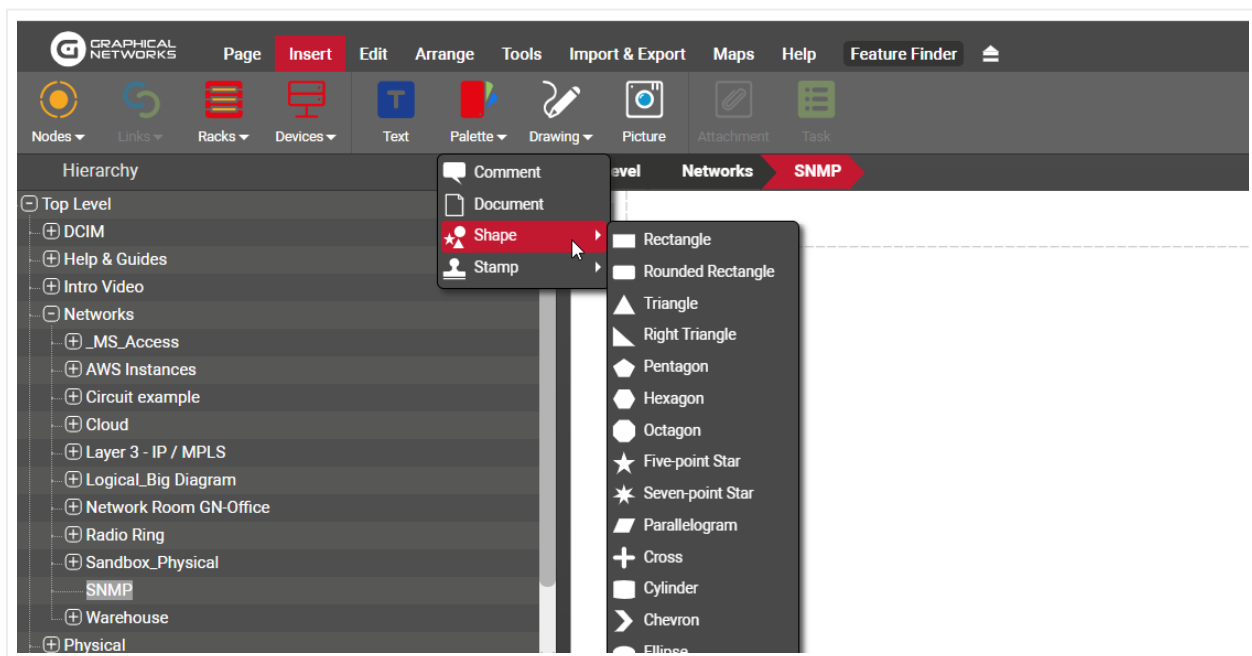 GRAPHICAL
NETWORKS
Page Insert Edit Arrange Tools Import & Export Maps Help Feature Finder
Nodes Links Racks Devices Text Palette Drawing Picture Attachment Task
Hierarchy
evel Networks SNMP
Comment
Document
Shape
Stamp
Rectangle
Rounded Rectangle
Triangle
Right Triangle
Pentagon
Hexagon
Octagon
Five-point Star
Seven-point Star
Parallelogram
Cross
Cylinder
Chevron
Ellipse
Top Level
DCIM
Help & Guides
Intro Video
Networks
_MS_Access
AWS Instances
Circuit example
Cloud
Layer 3 - IP / MPLS
Logical_Big Diagram
Network Room GN-Office
Radio Ring
Sandbox_Physical
SNMP
Warehouse
Physical